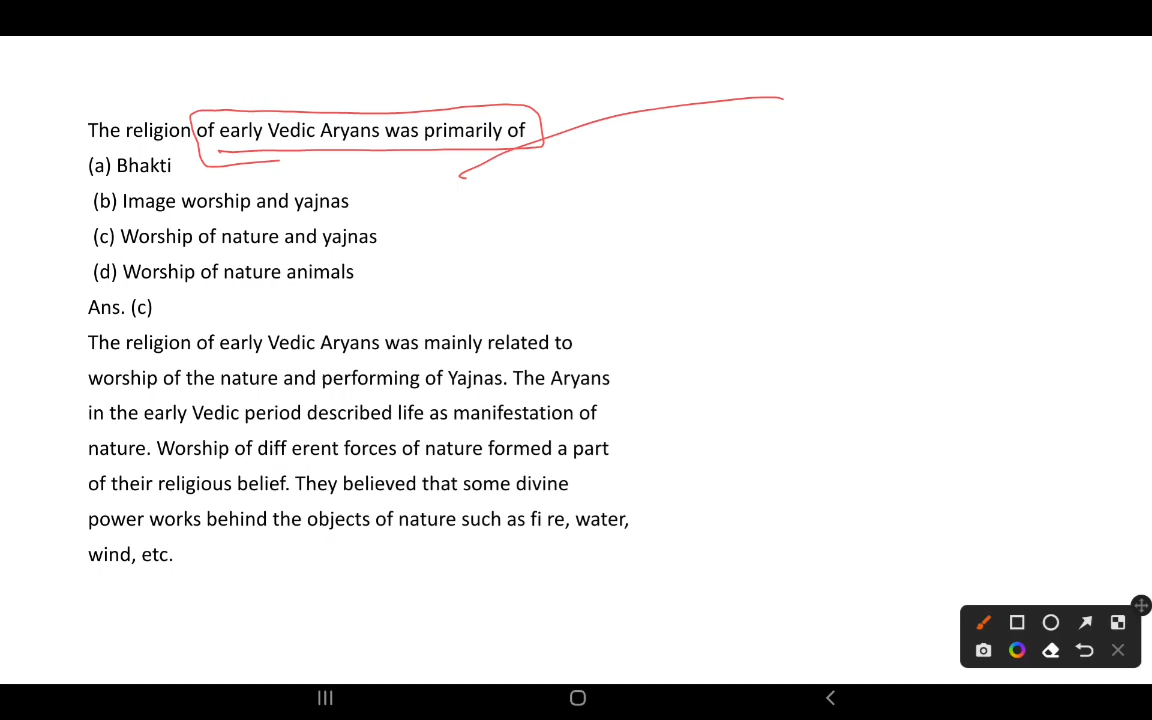 The religion of early Vedic Aryans was primarily of
(a) Bhakti
(b) Image worship and yajnas
(c) Worship of nature and yajnas
(d) Worship of nature animals
Ans. (c)
The religion of early Vedic Aryans was mainly related to
worship of the nature and performing of Yajnas. The Aryans
in the early Vedic period described life as manifestation of
nature. Worship of diff erent forces of nature formed a part
of their religious belief. They believed that some divine
power works behind the objects of nature such as fi re, water,
wind, etc.